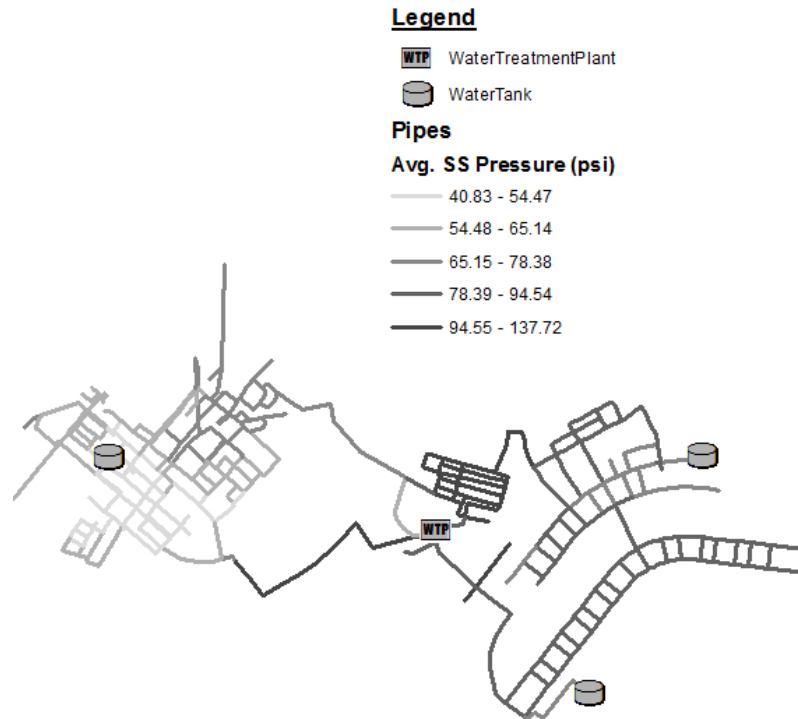 Legend
WTP WaterTreatmentPlant
WaterTank
Pipes
Avg. SS Pressure (psi)
40.83 - 54.47
54.48 - 65.14
65.15 - 78.38
78.39 - 94.54
94.55 - 137.72
WTP